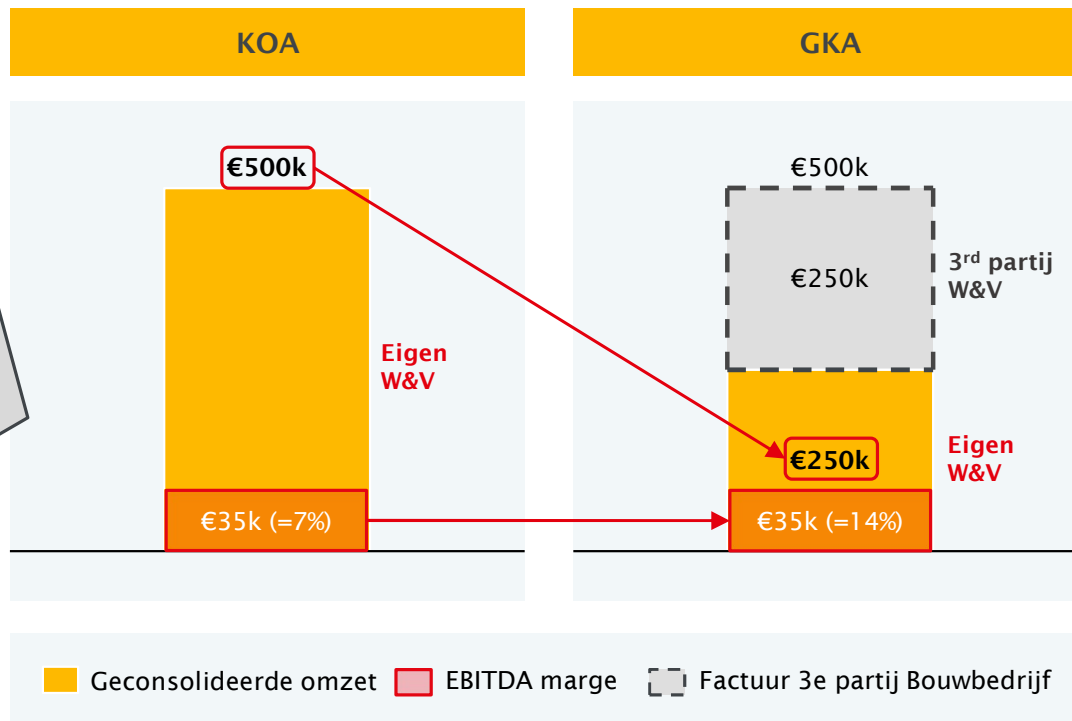 KOA
€500k
Eigen
W&V
€35k (=7%)
GKA
€500k
€250k
3rd partij
W&V
€250k
Eigen
W&V
€35k (=14%)
Geconsolideerde omzet
EBITDA marge
Factuur 3e partij Bouwbedrijf